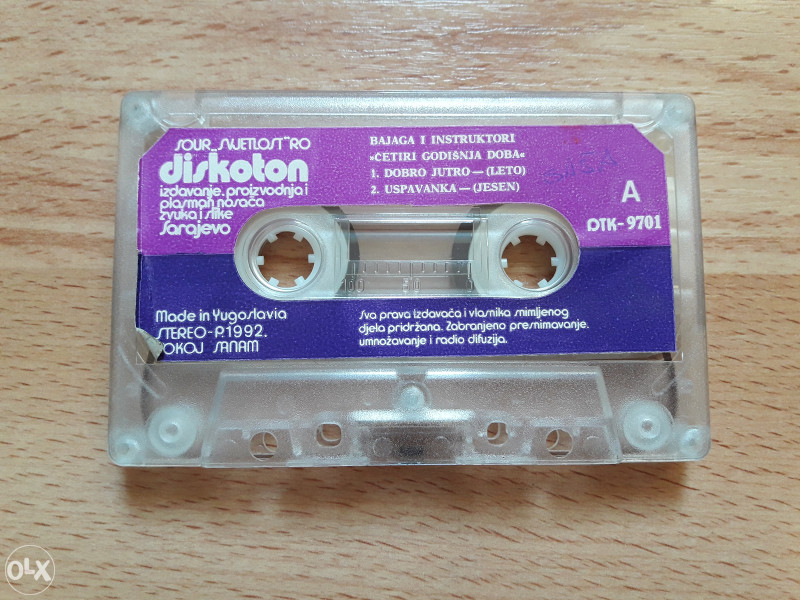 SOUR „SVJETLOST" RO
diskoton
izdavanje, proizvodnja i
plasman nosača
zvuka i slike
Sarajevo
BAJAGA I INSTRUKTORI
»ČETIRI GODIŠNJA DOBA«
1. DOBRO JUTRO — (LETO)
2. USPAVANKA — (JESEN)
A
DTK - 9701
Made in Yugoslavia
STEREO - P. 1992.
OKOJ SANAM
Sva prava izdavača i vlasnika snimljenog
djela pridržana. Zabranjeno presnimavanje,
umnožavanje i radio difuzija.
50
OLX